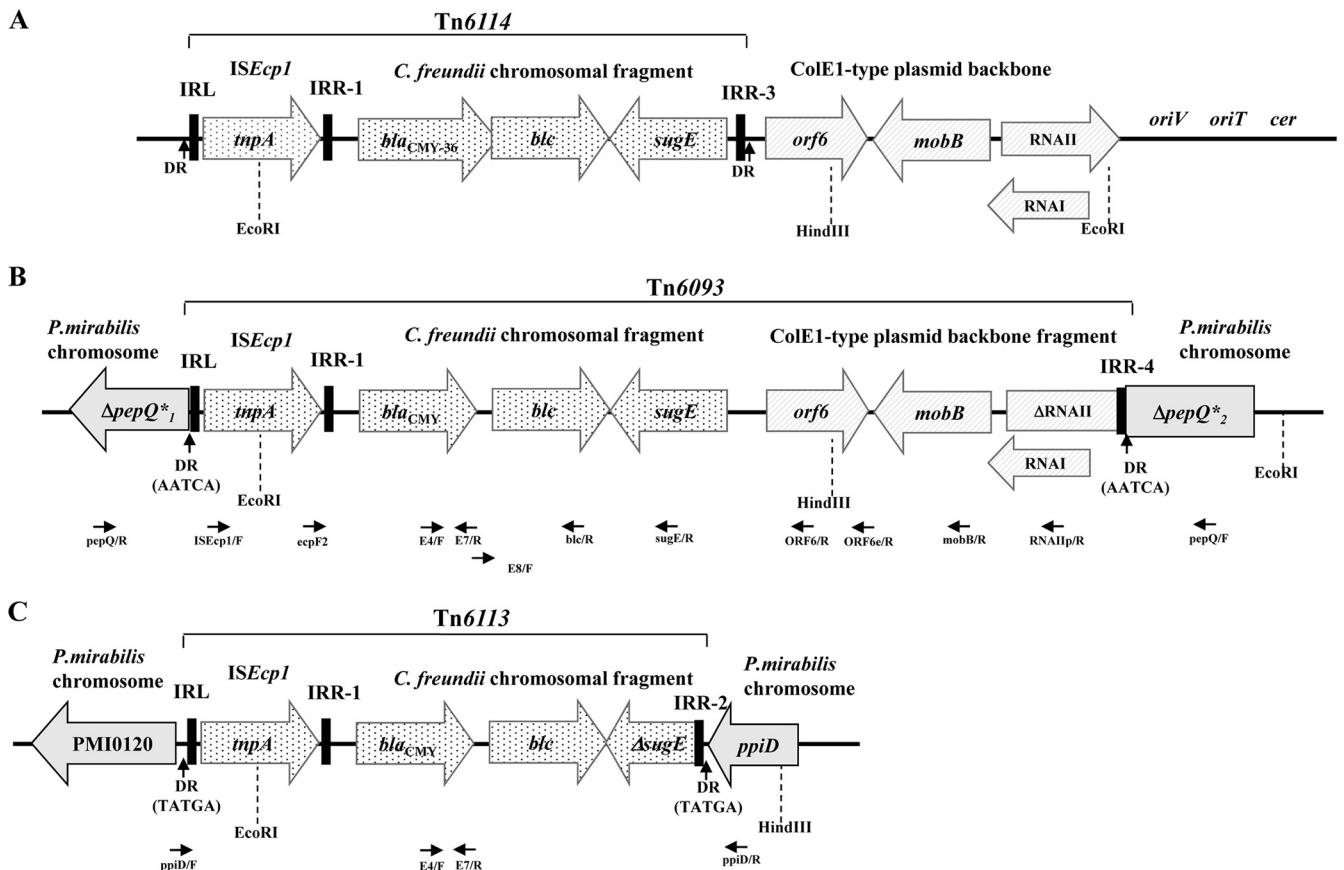 A
Tn6114
ISEcp1
C. freundii chromosomal fragment
ColE1-type plasmid backbone
IRL
IRR-1
IRR-3
tnpA
blaCMY-36
blc
sugE
orf6
mobB
RNAII
oriV oriT cer
DR
DR
RNAI
EcoRI
HindIII
EcoRI
B
Tn6093
P.mirabilis
chromosome
ISEcp1
C. freundii chromosomal fragment
ColE1-type plasmid backbone fragment
P.mirabilis
chromosome
IRL
IRR-1
IRR-4
ΔpepQ*1
tnpA
blaCMY
blc
sugE
orf6
mobB
ΔRNAII
ΔpepQ*2
DR
(AATCA)
RNAI
DR
(AATCA)
EcoRI
HindIII
EcoRI
pepQ/R
ISEcp1/F
ecpF2
E4/F
E7/R
E8/F
blc/R
sugE/R
ORF6/R
ORF6e/R
mobB/R
RNAIIp/R
pepQ/F
C
Tn6113
P.mirabilis
chromosome
ISEcp1
C. freundii chromosomal fragment
P.mirabilis
chromosome
IRL
IRR-1
IRR-2
PMI0120
tnpA
blaCMY
blc
ΔsugE
ppiD
DR
(TATGA)
DR
(TATGA)
EcoRI
HindIII
ppiD/F
E4/F
E7/R
ppiD/R